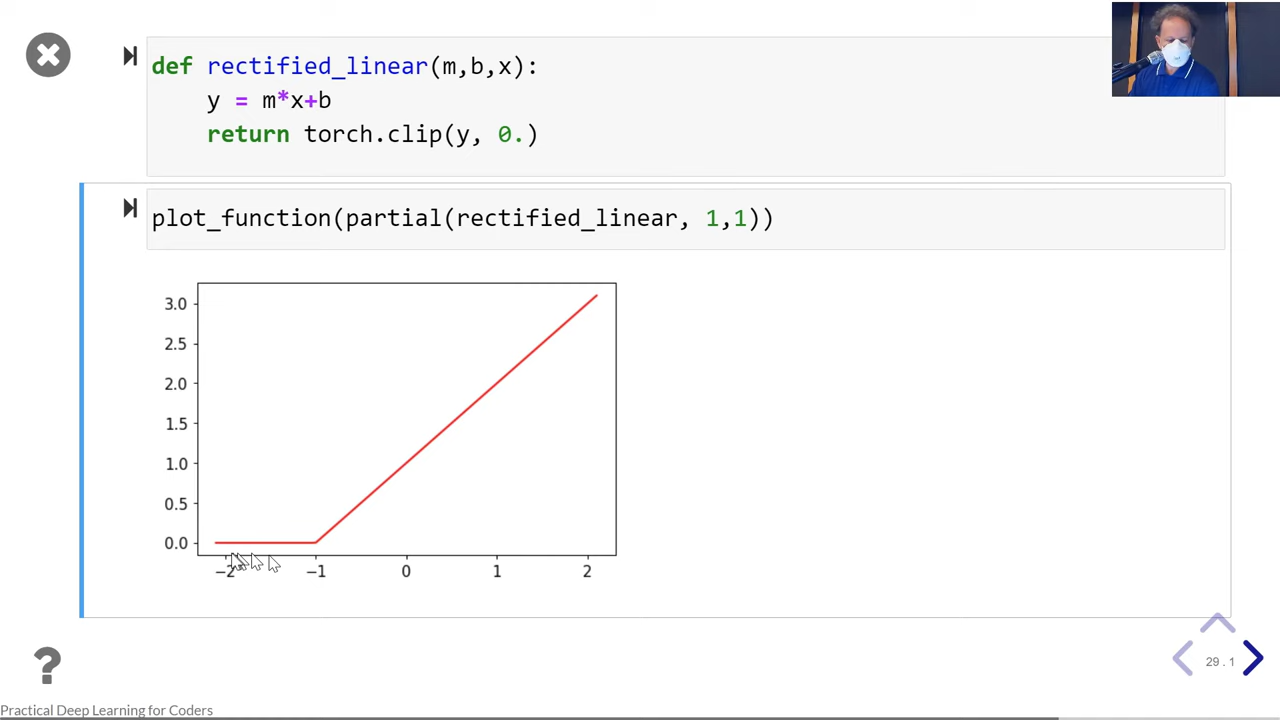 def rectified_linear(m,b,x):
y = m*x+b
return torch.clip(y, 0.)
plot_function(partial(rectified_linear, 1,1))
3.0
2.5
2.0
1.5
1.0
0.5
0.0
−2 −1 0 1 2
?
29 . 1
Practical Deep Learning for Coders